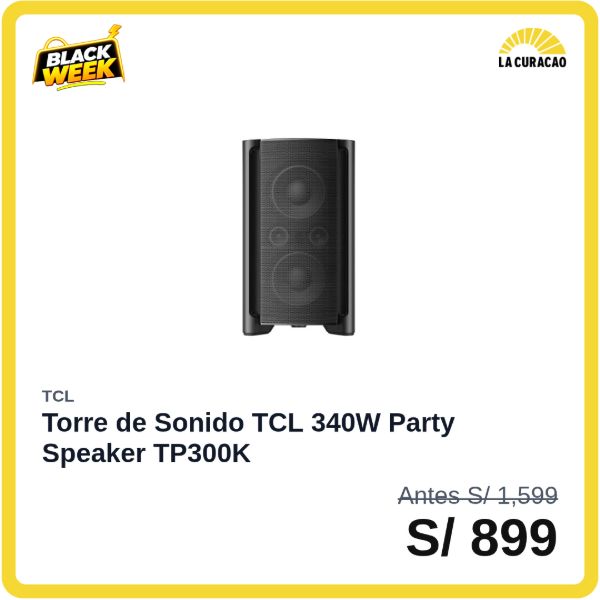 BLACK
WEEK
LA CURACAO
TCL
Torre de Sonido TCL 340W Party
Speaker TP300K
Antes S/ 1,599
S/ 899